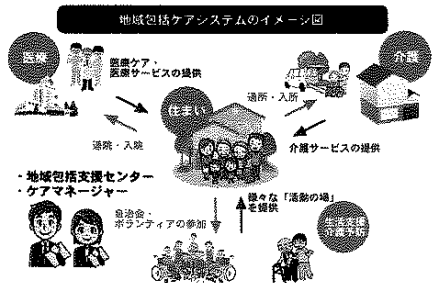 地域包括ケアシステムのイメージ図
医療
医療ケア・
医療サービスの提供
介護
住まい
通所・入所
通院・入院
介護サービスの提供
・地域包括支援センター
・ケアマネージャー
自治会・
ボランティアの参加
様々な「活動の場」
を提供
生活支援
介護予防